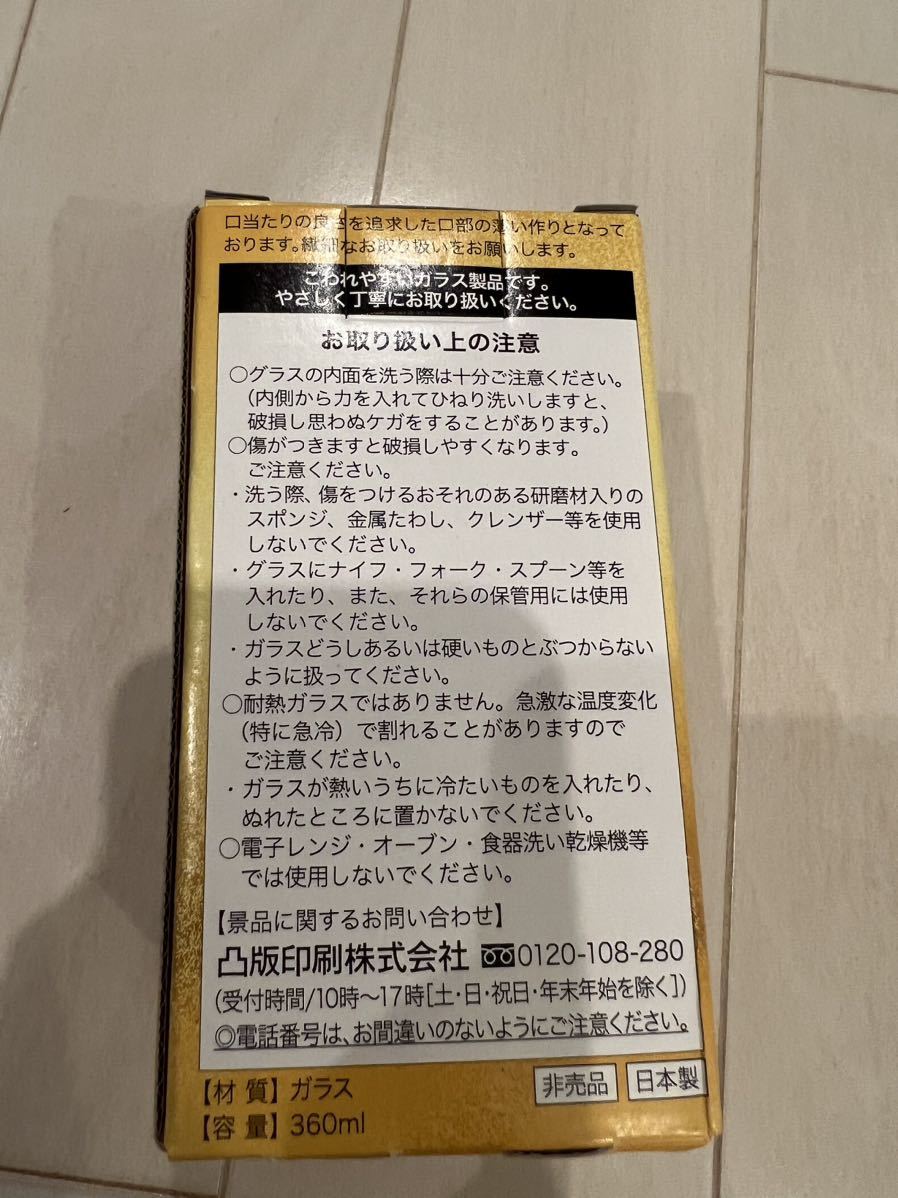 口当たりの良さを追求した口部の薄い作りとなって
おります。繊細なお取り扱いをお願いします。
こわれやすいガラス製品です。
やさしく丁寧にお取り扱いください。
お取り扱い上の注意
○グラスの内面を洗う際は十分ご注意ください。
（内側から力を入れてひねり洗いしますと、
破損し思わぬケガをすることがあります。）
○傷がつきますと破損しやすくなります。
ご注意ください。
・洗う際、傷をつけるおそれのある研磨材入りの
スポンジ、金属たわし、クレンザー等を使用
しないでください。
・グラスにナイフ・フォーク・スプーン等を
入れたり、また、それらの保管用には使用
しないでください。
・ガラスどうしあるいは硬いものとぶつからない
ように扱ってください。
○耐熱ガラスではありません。急激な温度変化
（特に急冷）で割れることがありますので
ご注意ください。
・ガラスが熱いうちに冷たいものを入れたり、
ぬれたところに置かないでください。
○電子レンジ・オーブン・食器洗い乾燥機等
では使用しないでください。
【景品に関するお問い合わせ】
凸版印刷株式会社 0120-108-280
（受付時間/10時～17時［土・日・祝日・年末年始を除く］）
◎電話番号は、お間違いのないようにご注意ください。
【材 質】ガラス 非売品 日本製
【容 量】360ml